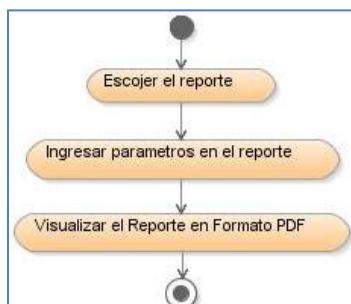 Escojer el reporte
Ingresar parametros en el reporte
Visualizar el Reporte en Formato PDF